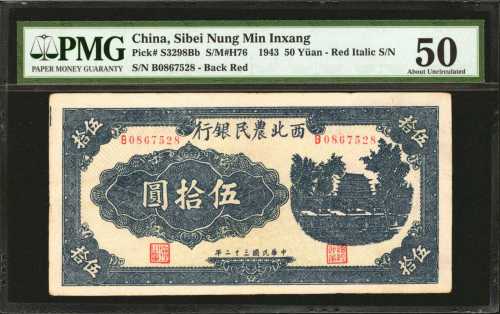 PMG
PAPER MONEY GUARANTY
China, Sibei Nung Min Inxang
Pick# S3298Bb S/M#H76 1943 50 Yüan - Red Italic S/N
S/N B0867528 - Back Red
50
About Uncirculated
伍拾
伍拾
行銀民農北西
B0867528
B0867528
圓拾伍
年二十三國民華中
伍拾
伍拾